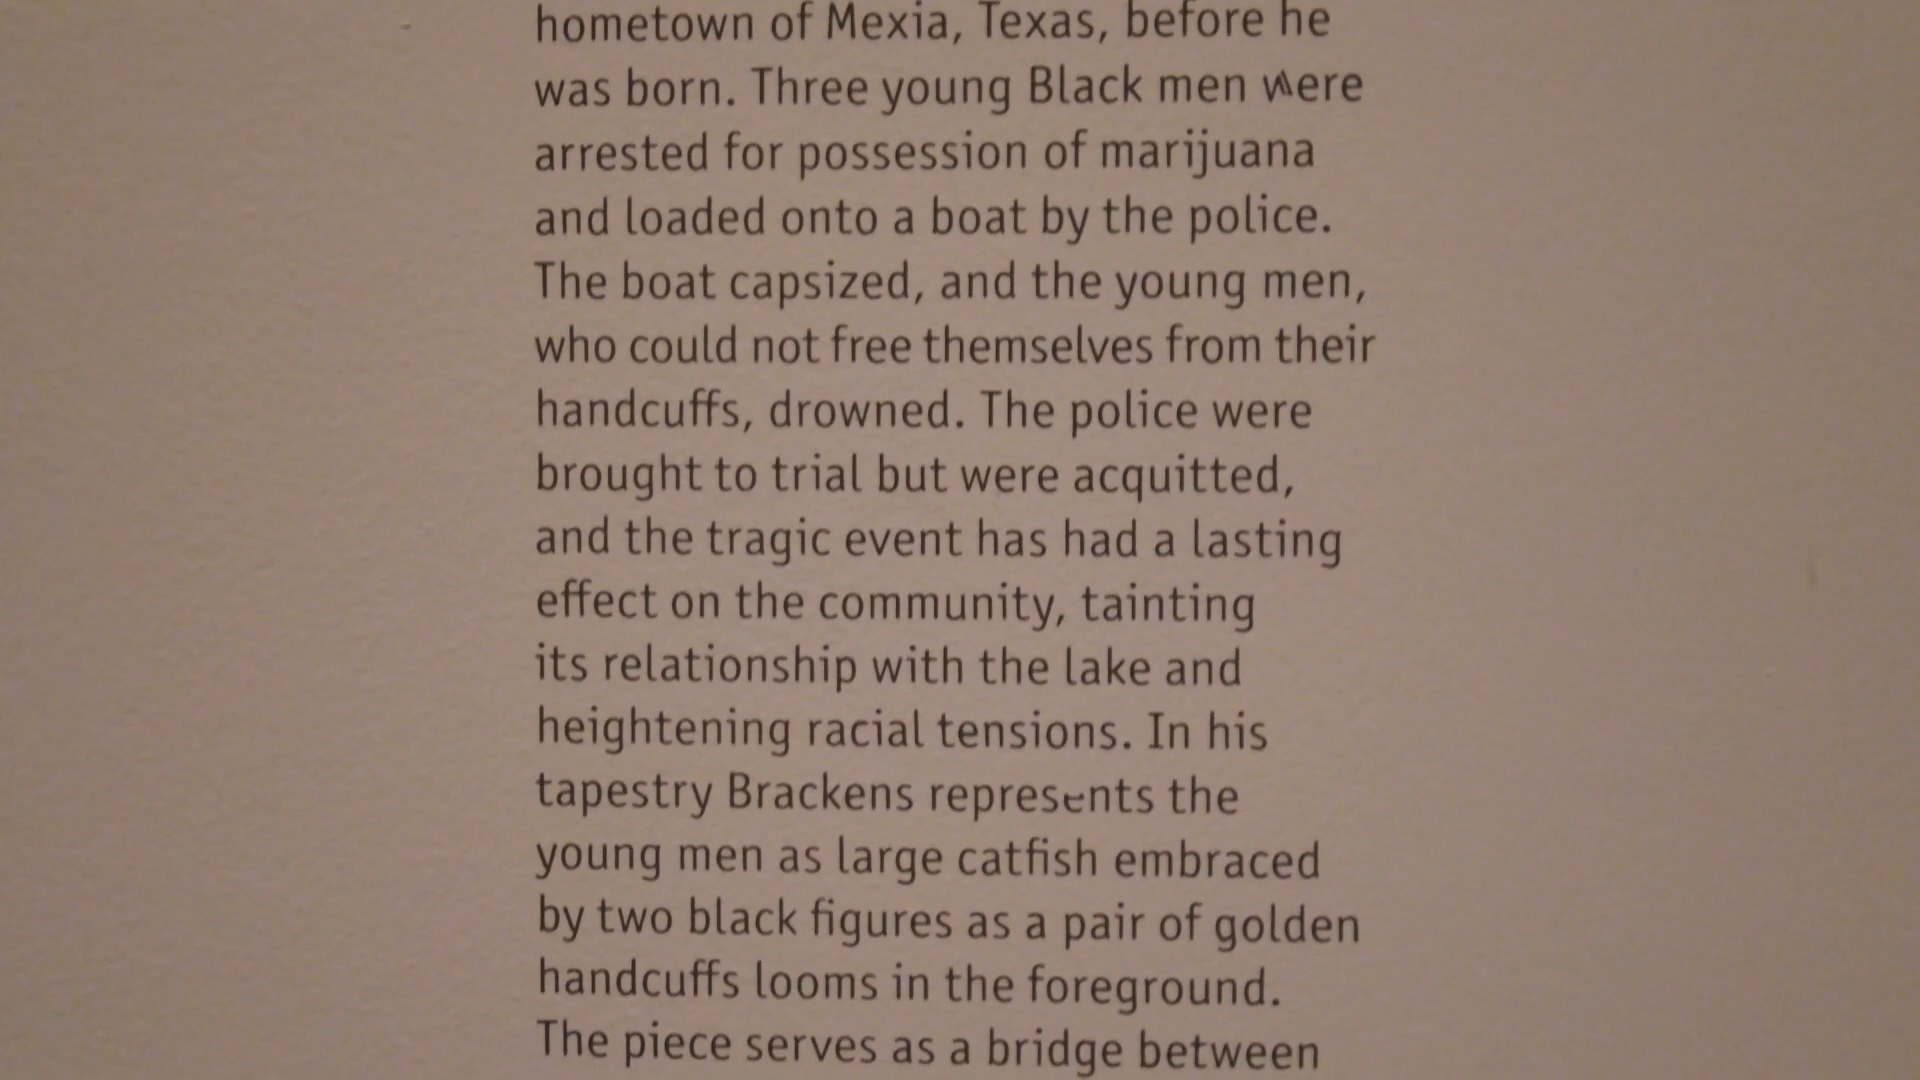 hometown of Mexia, Texas, before he
was born. Three young Black men were
arrested for possession of marijuana
and loaded onto a boat by the police.
The boat capsized, and the young men,
who could not free themselves from their
handcuffs, drowned. The police were
brought to trial but were acquitted,
and the tragic event has had a lasting
effect on the community, tainting
its relationship with the lake and
heightening racial tensions. In his
tapestry Brackens represents the
young men as large catfish embraced
by two black figures as a pair of golden
handcuffs looms in the foreground.
The piece serves as a bridge between